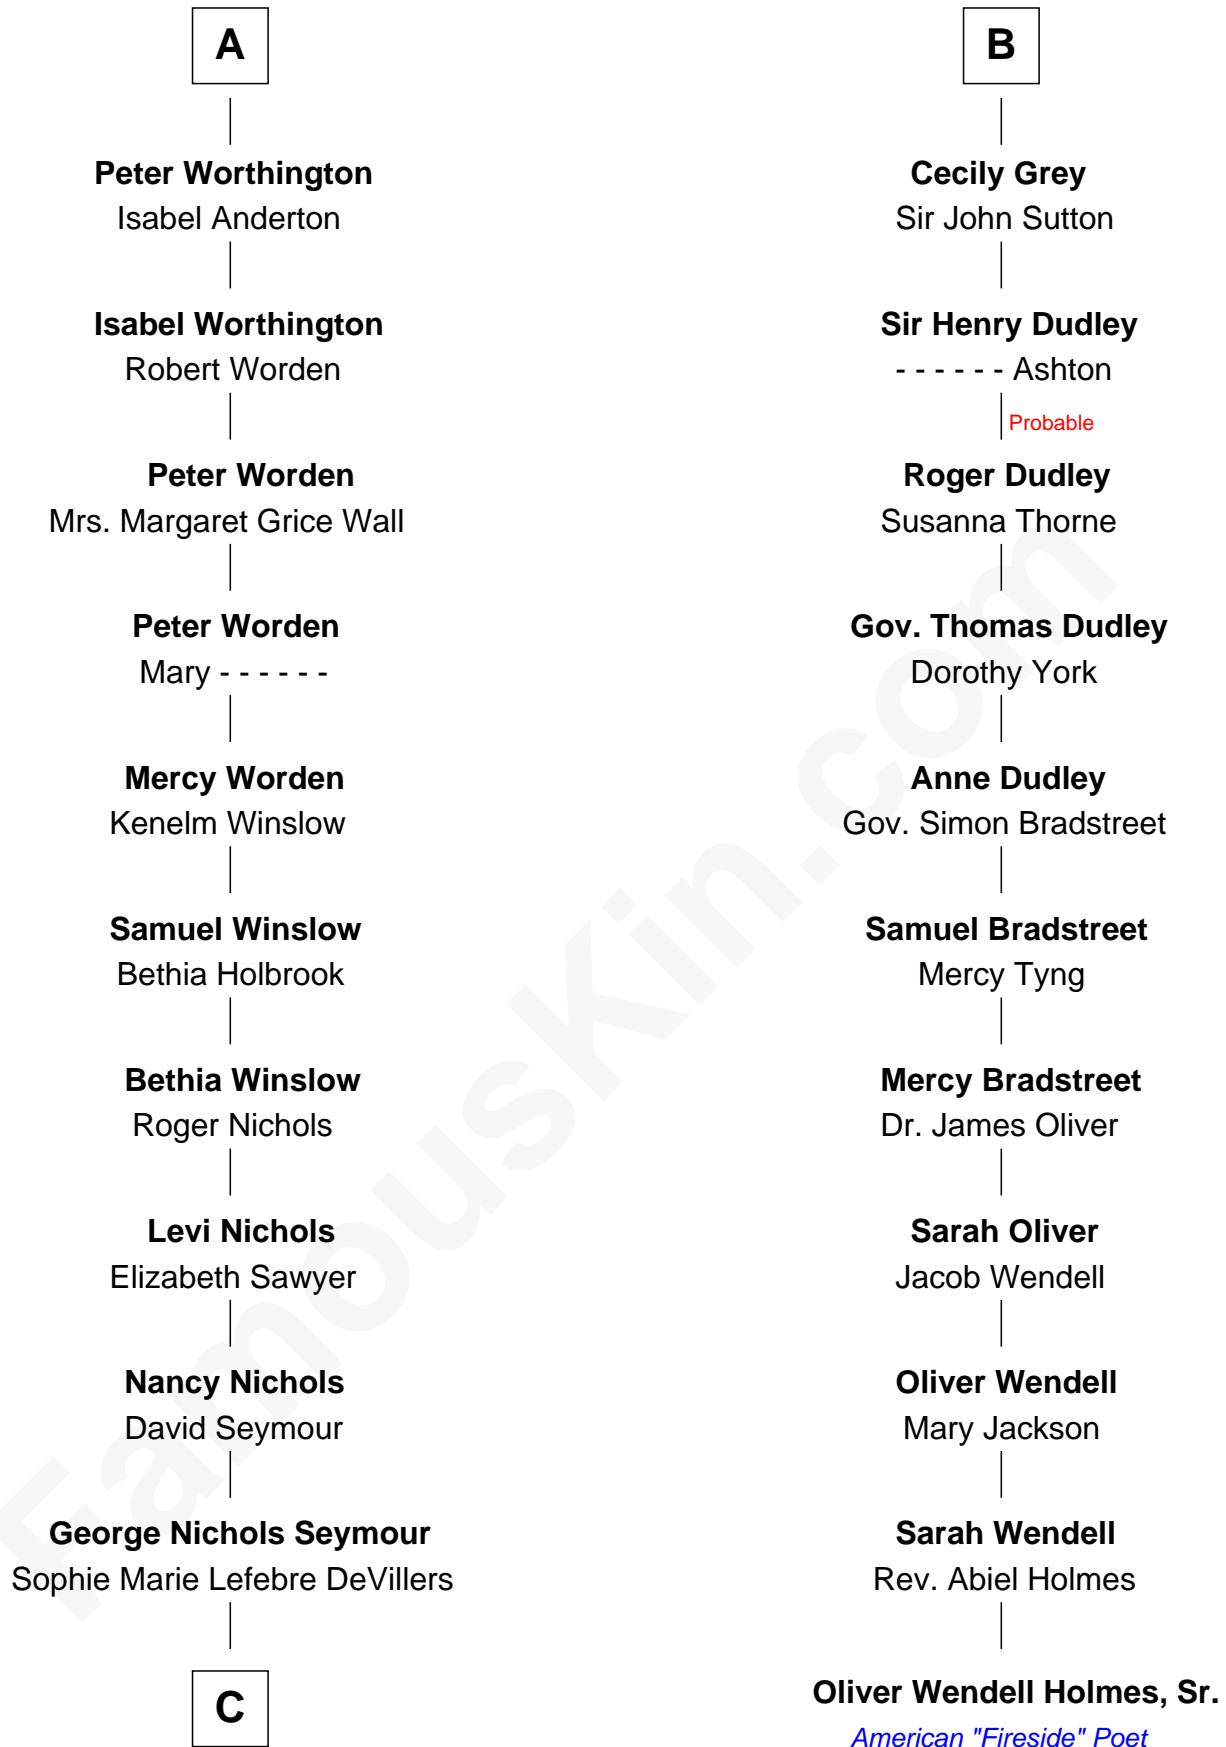 A
Peter Worthington
Isabel Anderton
Isabel Worthington
Robert Worden
Peter Worden
Mrs. Margaret Grice Wall
Peter Worden
Mary - - - - - -
Mercy Worden
Kenelm Winslow
Samuel Winslow
Bethia Holbrook
Bethia Winslow
Roger Nichols
Levi Nichols
Elizabeth Sawyer
Nancy Nichols
David Seymour
George Nichols Seymour
Sophie Marie Lefebre DeVillers
C
B
Cecily Grey
Sir John Sutton
Sir Henry Dudley
- - - - - - Ashton
Probable
Roger Dudley
Susanna Thorne
Gov. Thomas Dudley
Dorothy York
Anne Dudley
Gov. Simon Bradstreet
Samuel Bradstreet
Mercy Tyng
Mercy Bradstreet
Dr. James Oliver
Sarah Oliver
Jacob Wendell
Oliver Wendell
Mary Jackson
Sarah Wendell
Rev. Abiel Holmes
Oliver Wendell Holmes, Sr.
American "Fireside" Poet
FamousKin.com